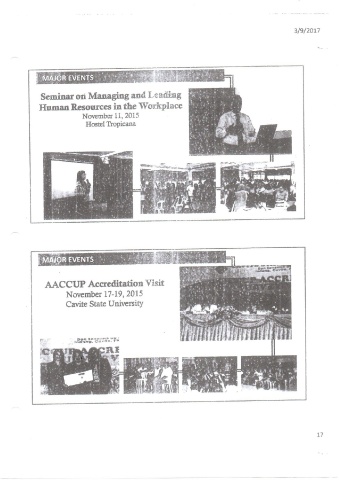 3/9/2017
MAJOR EVENTS
Seminar on Managing and Leading
Human Resources in the Workplace
November 11, 2015
Hostel Tropicana
MAJOR EVENTS
AACCUP Accreditation Visit
November 17-19, 2015
Cavite State University
17